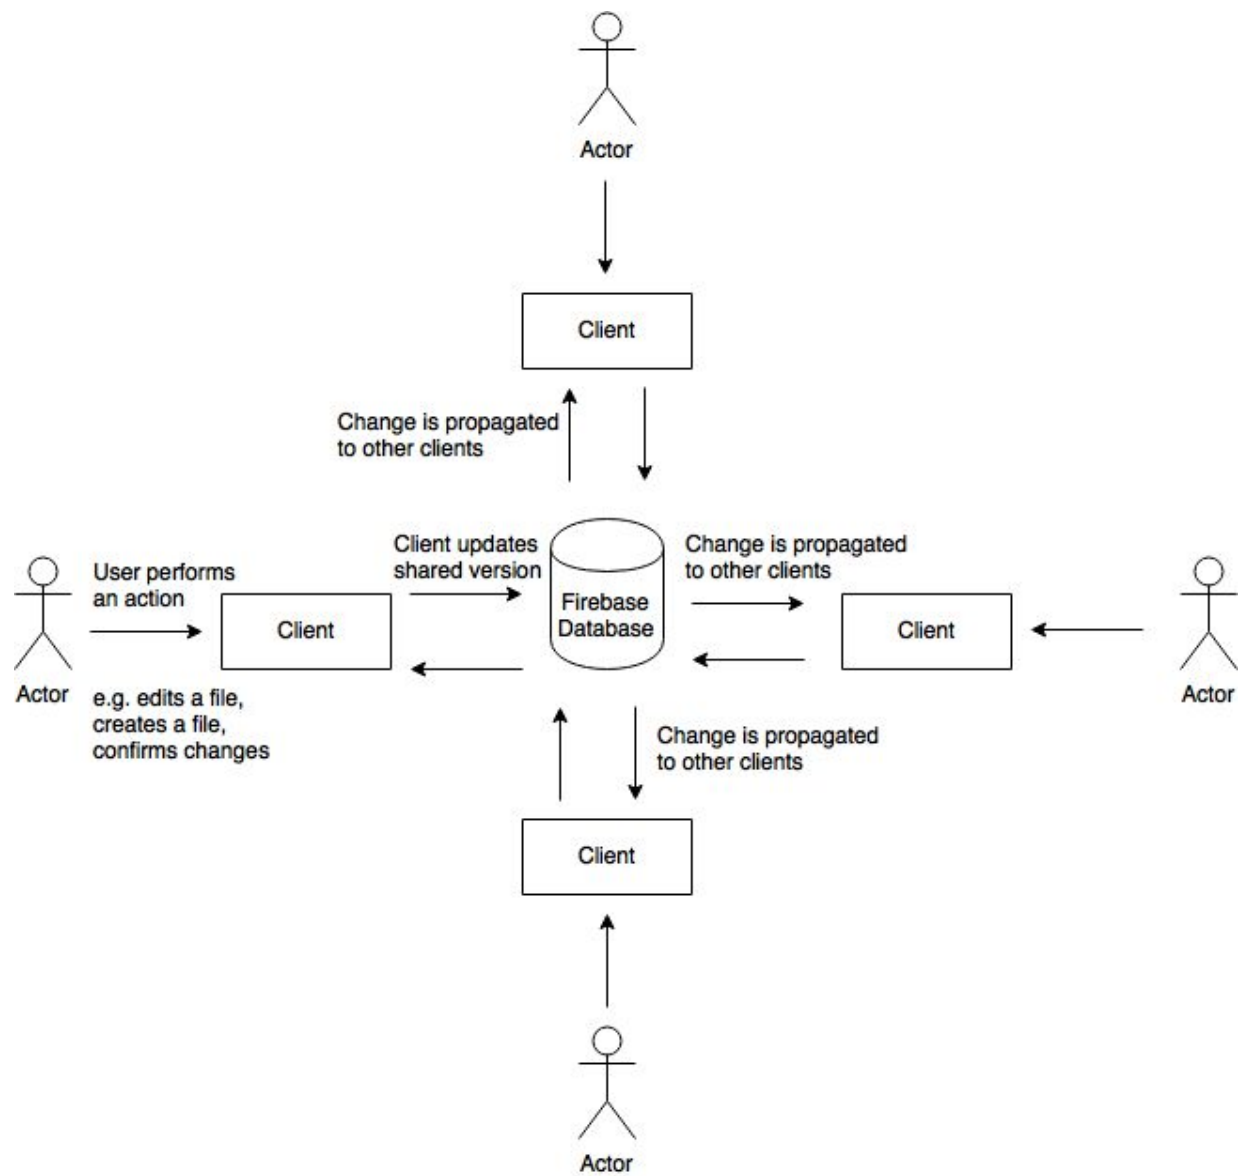 Actor
Client
Change is propagated
to other clients
User performs
an action
Client updates
shared version
Firebase
Database
Change is propagated
to other clients
Client
Client
Actor
e.g. edits a file,
creates a file,
confirms changes
Actor
Change is propagated
to other clients
Client
Actor